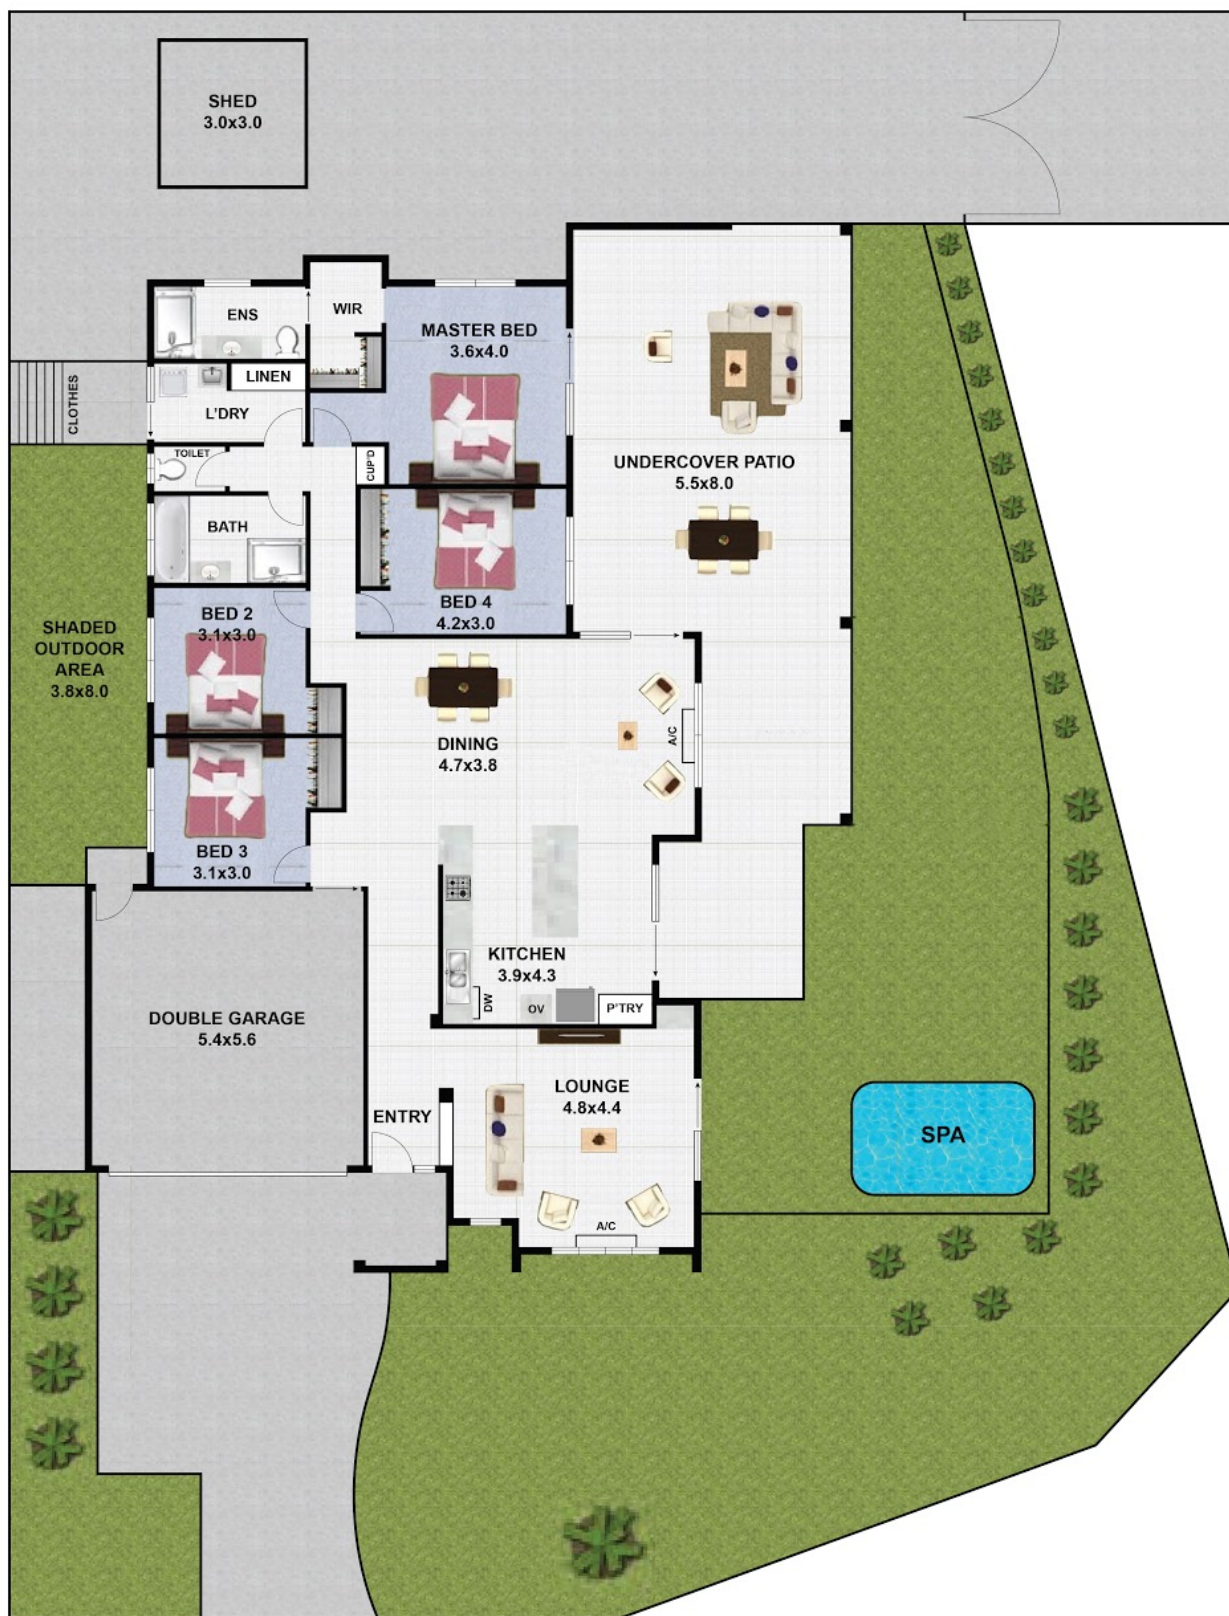 SHED
3.0x3.0
ENS
WIR
MASTER BED
3.6x4.0
LINEN
L'DRY
CLOTHES
TOILET
CUP'D
UNDERCOVER PATIO
5.5x8.0
BATH
BED 2
3.1x3.0
BED 4
4.2x3.0
SHADED
OUTDOOR
AREA
3.8x8.0
DINING
4.7x3.8
A/C
BED 3
3.1x3.0
KITCHEN
3.9x4.3
DW
OV
P'TRY
DOUBLE GARAGE
5.4x5.6
LOUNGE
4.8x4.4
ENTRY
SPA
A/C